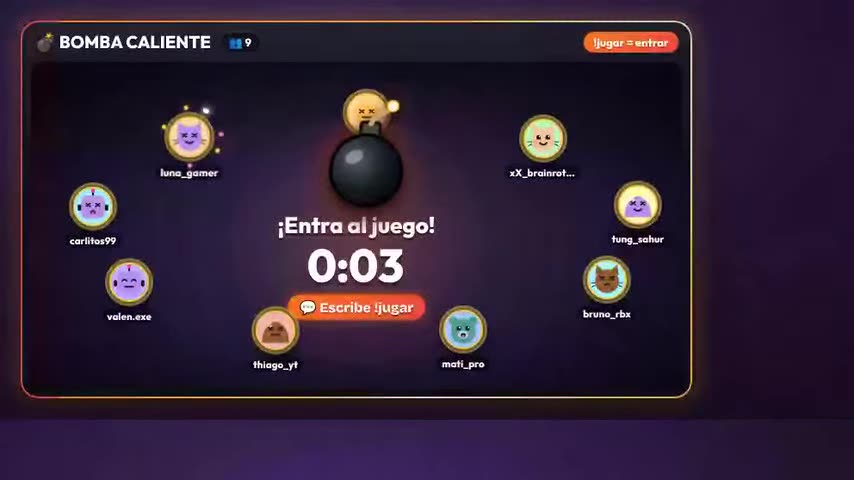 BOMBA CALIENTE
9
!jugar = entrar
luna_gamer
xX_brainrot...
carlitos99
¡Entra al juego!
tung_sahur
0:03
valen.exe
Escribe !jugar
bruno_rbx
thiago_yt
mati_pro